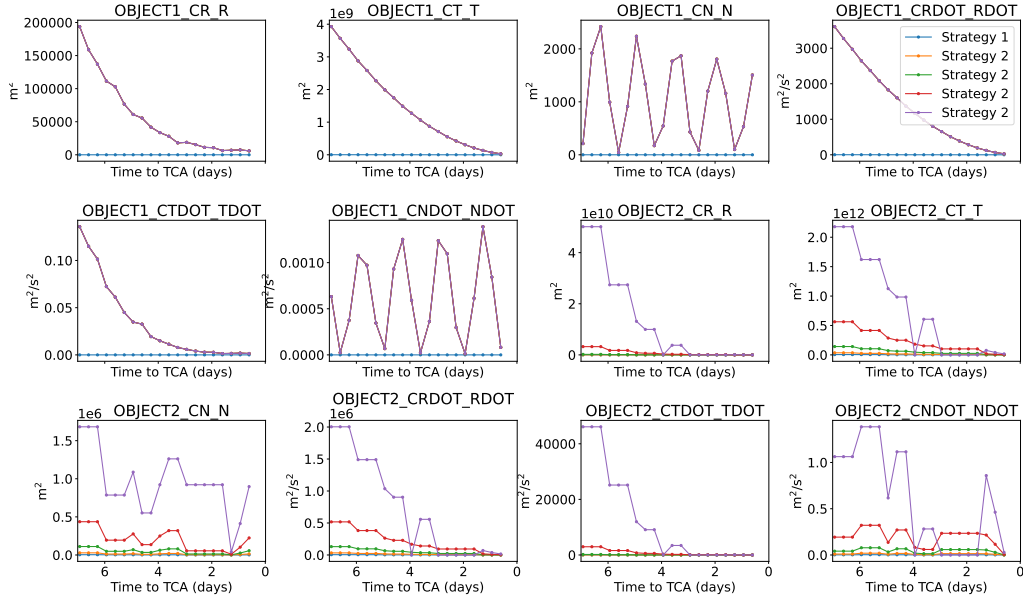 OBJECT1_CR_R
OBJECT1_CT_T
OBJECT1_CN_N
OBJECT1_CRDOT_RDOT
1e9
200000
150000
100000
50000
0
m²
4
3
2
1
0
m²
2000
1000
0
m²
3000
2000
1000
0
m²/s²
Strategy 1
Strategy 2
Strategy 2
Strategy 2
Strategy 2
Time to TCA (days)
Time to TCA (days)
Time to TCA (days)
Time to TCA (days)
OBJECT1_CTDOT_TDOT
OBJECT1_CNDOT_NDOT
OBJECT2_CR_R
OBJECT2_CT_T
1e10
1e12
0.10
0.05
0.00
m²/s²
0.0010
0.0005
0.0000
m²/s²
4
2
0
m²
2.0
1.5
1.0
0.5
0.0
m²
Time to TCA (days)
Time to TCA (days)
Time to TCA (days)
Time to TCA (days)
OBJECT2_CN_N
OBJECT2_CRDOT_RDOT
OBJECT2_CTDOT_TDOT
OBJECT2_CNDOT_NDOT
1e6
1e6
1.5
1.0
0.5
0.0
m²
2.0
1.5
1.0
0.5
0.0
m²/s²
40000
20000
0
m²/s²
1.0
0.5
0.0
m²/s²
6 4 2 0
6 4 2 0
6 4 2 0
6 4 2 0
Time to TCA (days)
Time to TCA (days)
Time to TCA (days)
Time to TCA (days)